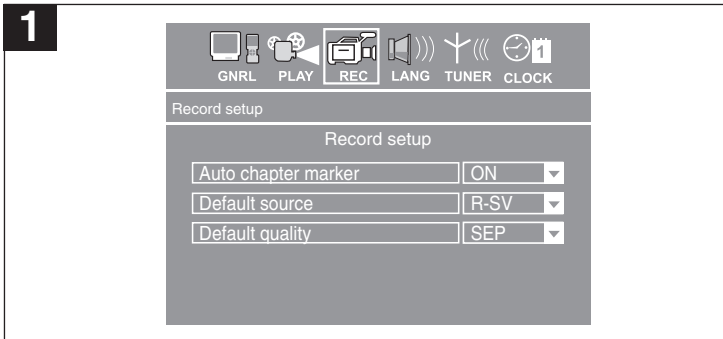 1
GNRL PLAY REC LANG TUNER CLOCK
1
Record setup
Record setup
Auto chapter marker ON
Default source R-SV
Default quality SEP